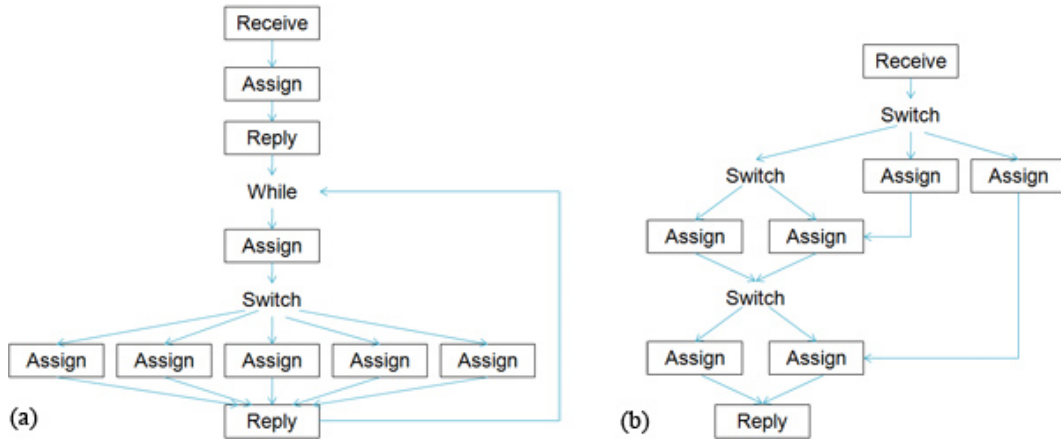 Receive
Assign
Reply
While
Assign
Switch
Assign Assign Assign Assign Assign
(a) Reply
Receive
Switch
Switch Assign Assign
Assign Assign
Switch
Assign Assign
(b) Reply